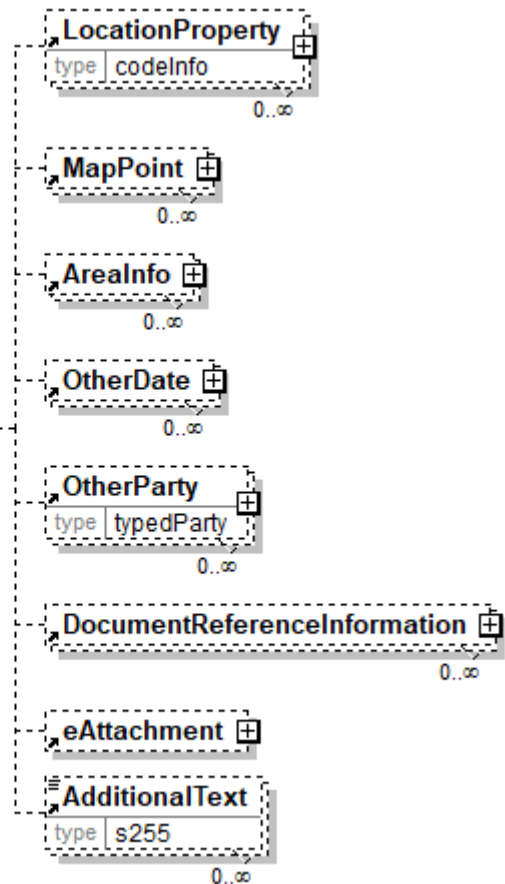 LocationProperty
type codeInfo
0..∞
MapPoint
0..∞
AreaInfo
0..∞
OtherDate
0..∞
OtherParty
type typedParty
0..∞
DocumentReferenceInformation
0..∞
eAttachment
AdditionalText
type s255
0..∞